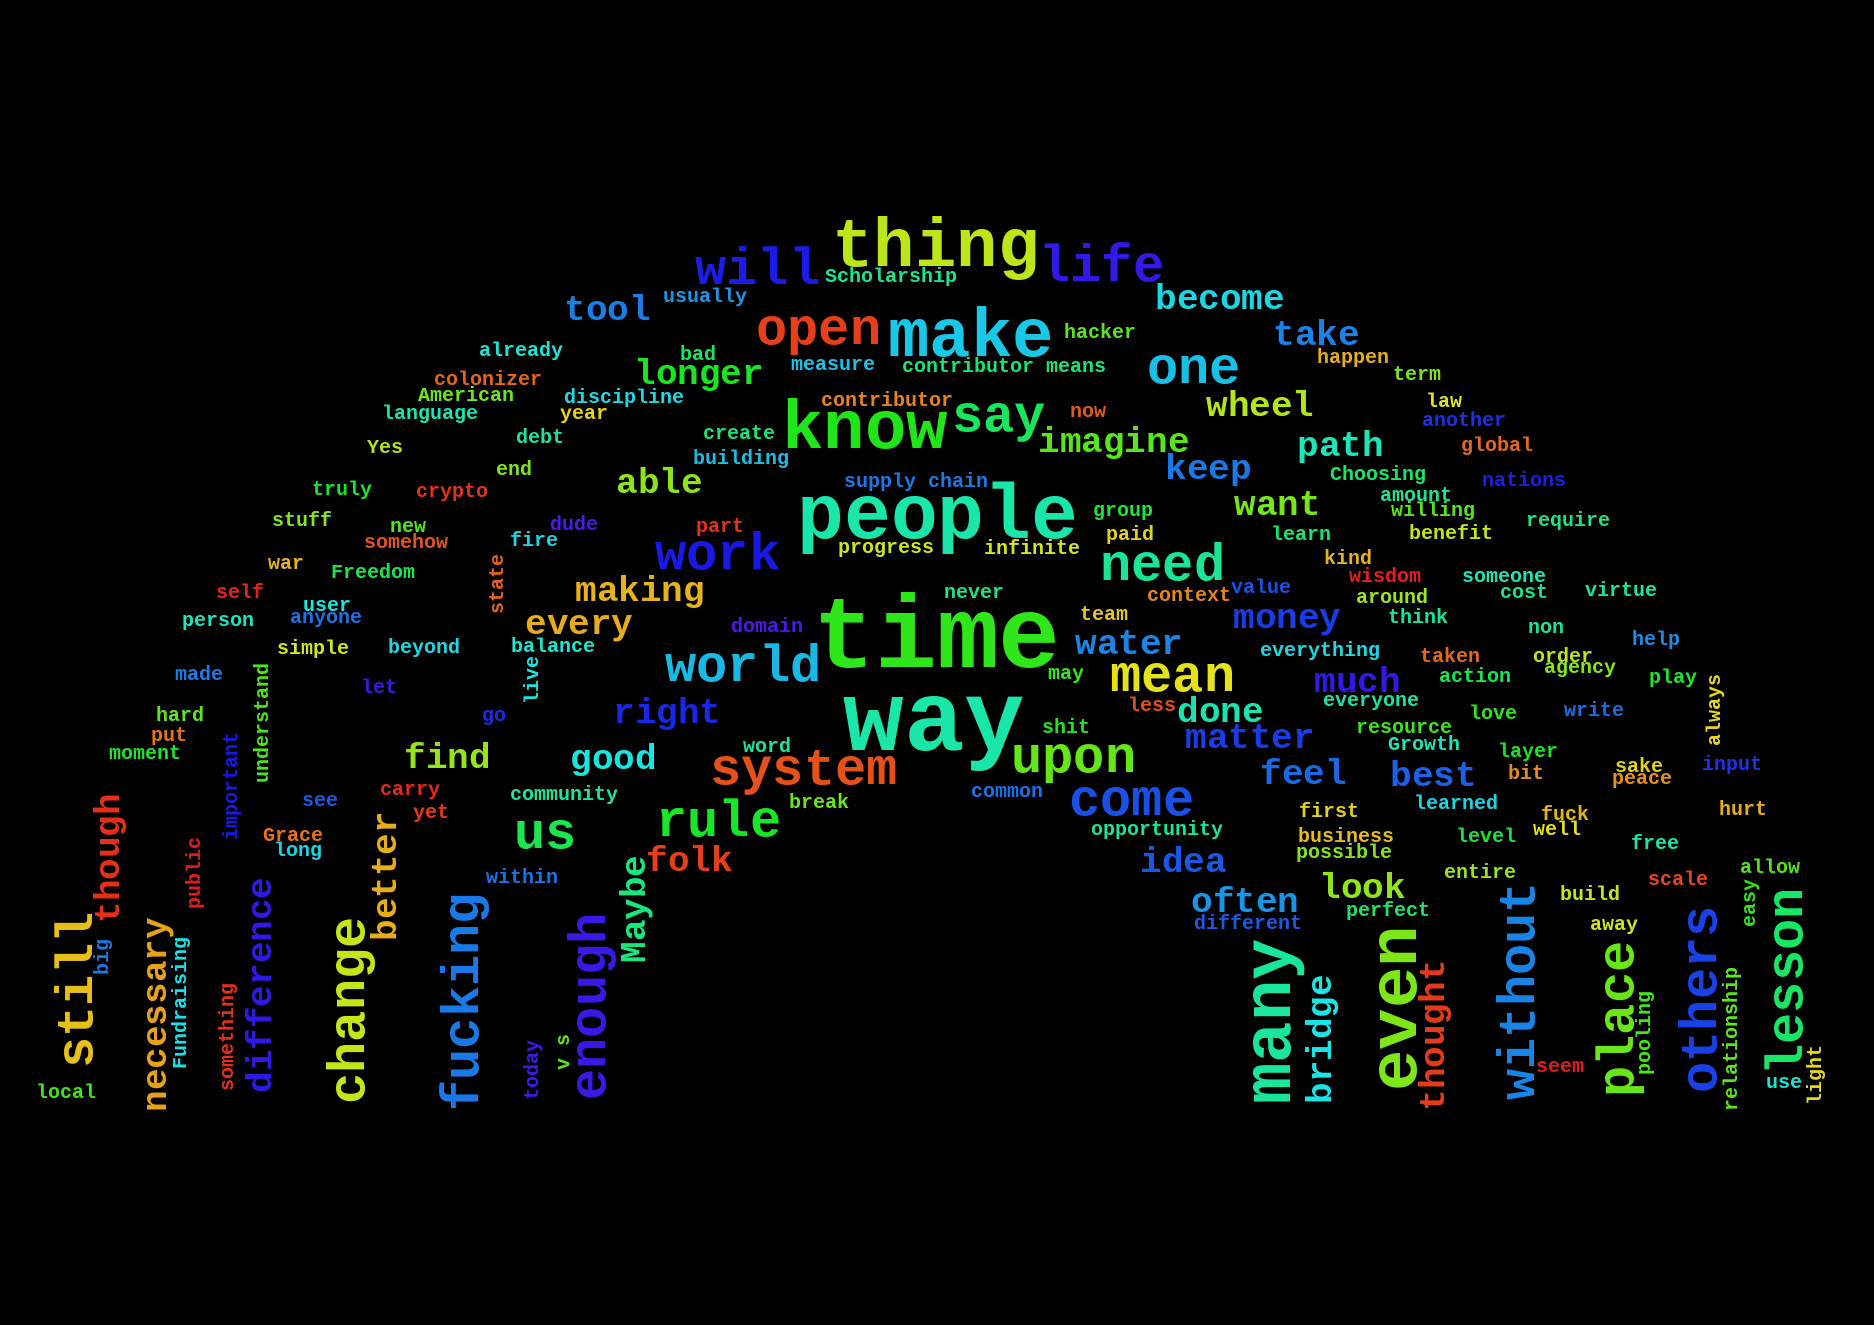 thing
will
life
Scholarship
usually
tool
become
open
make
hacker
take
already
bad
happen
longer
measure
contributor means
one
term
colonizer
American
discipline
contributor
wheel
law
language
year
know
say
now
another
debt
create
imagine
path
global
Yes
building
keep
end
able
supply chain
Choosing
nations
truly
crypto
people
want
amount
willing
stuff
new
dude
part
group
require
somehow
fire
work
progress
infinite
paid
learn
benefit
war
Freedom
state
need
kind
wisdom
someone
self
making
never
context
value
around
cost
virtue
user
person
anyone
every
domain
time
team
money
think
non
simple
beyond
balance
water
everything
taken
order
help
made
let
live
world
may
mean
much
action
agency
play
understand
always
hard
go
right
way
less
done
everyone
love
write
put
shit
matter
resource
moment
important
find
good
word
system
upon
Growth
layer
feel
best
bit
sake
peace
input
see
carry
yet
community
break
common
come
first
learned
fuck
hurt
though
Grace
long
better
us
rule
opportunity
business
level
well
free
public
within
Maybe
folk
idea
possible
entire
scale
allow
look
often
different
perfect
build
easy
away
still
big
necessary
Fundraising
something
difference
change
fucking
today
v s
enough
many
bridge
even
thought
without
seem
place
pooling
others
relationship
lesson
use
light
local